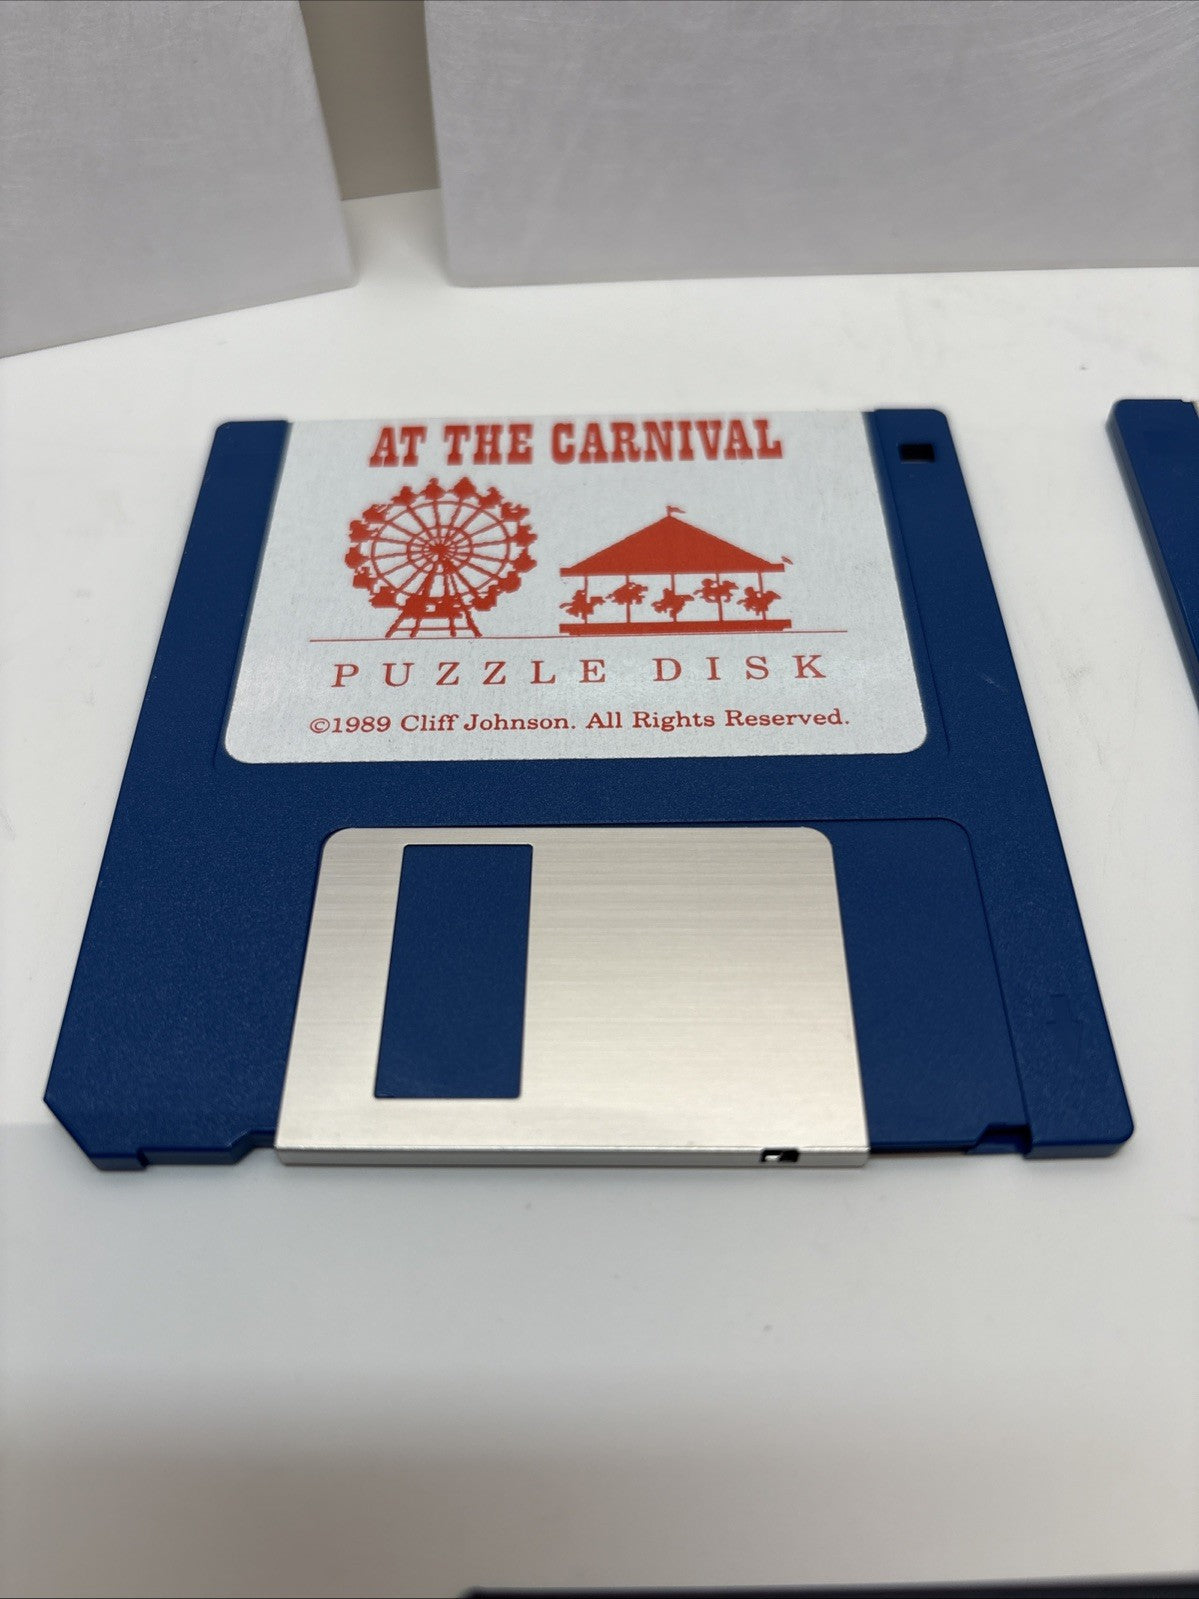 AT THE CARNIVAL
PUZZLE DISK
©1989 Cliff Johnson. All Rights Reserved.